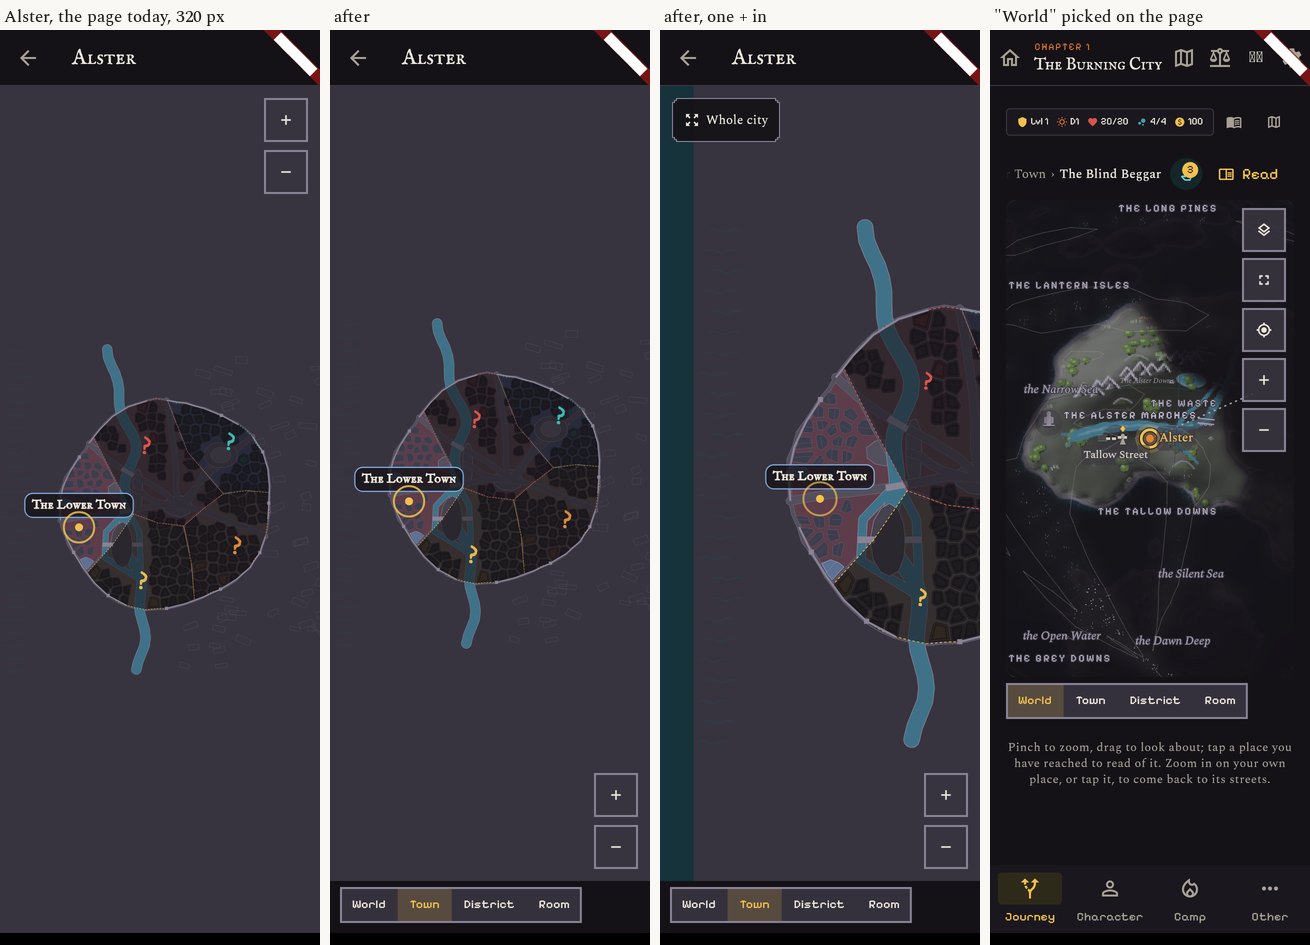 Alster, the page today, 320 px
Alster
+
−
The Lower Town
?
?
?
?
after
Alster
The Lower Town
?
?
?
?
+
−
World Town District Room
after, one + in
Alster
Whole city
The Lower Town
?
?
+
−
World Town District Room
"World" picked on the page
CHAPTER 1
The Burning City
Lvl 1 D1 20/20 4/4 S 100
Town › The Blind Beggar 3 Read
THE LONG PINES
THE LANTERN ISLES
The Alster Downs
the Narrow Sea
THE WASTE
THE ALSTER MARCHES
Alster
Tallow Street
+
−
THE TALLOW DOWNS
the Silent Sea
the Open Water
the Dawn Deep
THE GREY DOWNS
World Town District Room
Pinch to zoom, drag to look about; tap a place you
have reached to read of it. Zoom in on your own
place, or tap it, to come back to its streets.
Journey Character Camp Other